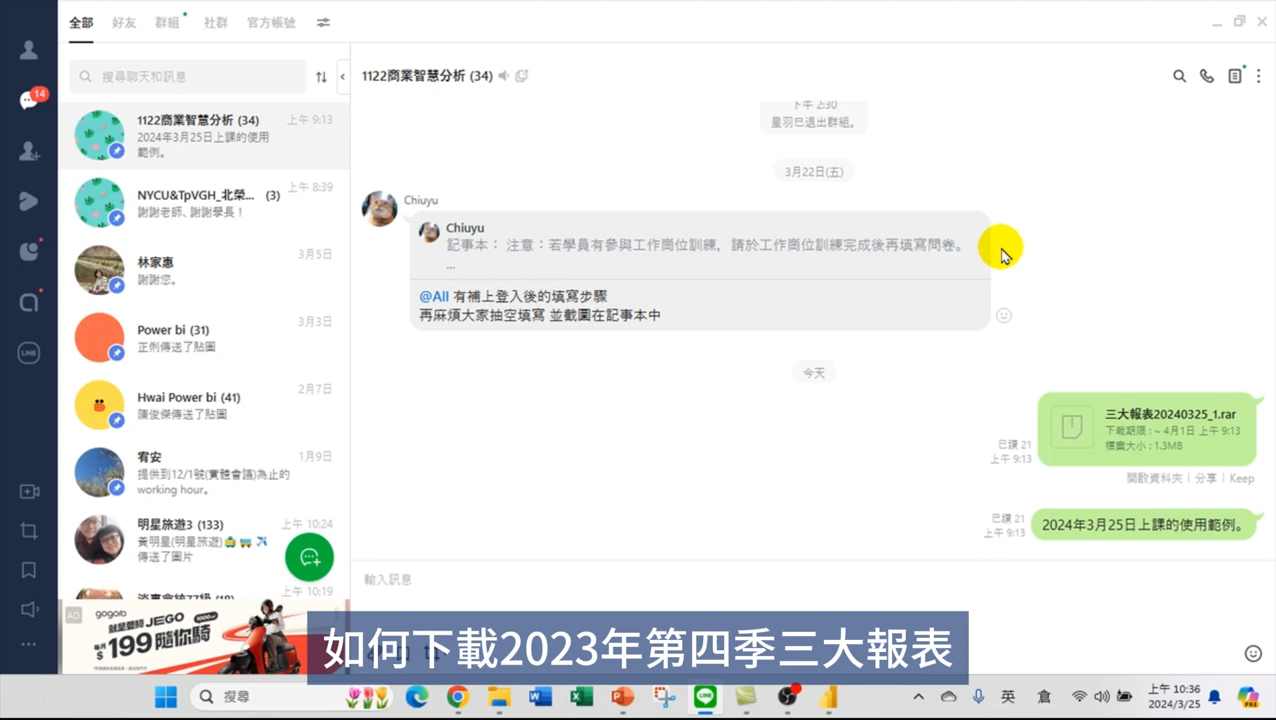 全部 好友 群組 社群 官方帳號
搜尋聊天和訊息
14
1122商業智慧分析 (34) 上午 9:13
2024年3月25日上課的使用
範例。
NYCU&TpVGH_北榮... (3) 上午 8:39
謝謝老師、謝謝學長！
林家惠 3月5日
謝謝您。
Power bi (31) 3月3日
正俐傳送了貼圖
Hwai Power bi (41) 2月7日
陳俊傑傳送了貼圖
宥安 1月9日
提供到12/1號(實體會議)為止的
working hour。
明星旅遊3 (133) 上午 10:24
黃明星(明星旅遊)
傳送了圖片
上午 10:19
AD
gogoro
就是要騎 JEGO
每月$199隨你騎
LINE
1122商業智慧分析 (34)
下午 2:30
星羽已退出群組。
3月22日(五)
Chiuyu
Chiuyu
記事本： 注意：若學員有參與工作崗位訓練，請於工作崗位訓練完成後再填寫問卷。
...
@All 有補上登入後的填寫步驟
再麻煩大家抽空填寫 並截圖在記事本中
今天
三大報表20240325_1.rar
下載期限：~ 4月1日 上午 9:13
檔案大小：1.3MB
已讀 21
上午 9:13
開啟資料夾 | 分享 | Keep
已讀 21
上午 9:13
2024年3月25日上課的使用範例。
輸入訊息
如何下載2023年第四季三大報表
搜尋
英
倉
上午 10:36
2024/3/25
PRE